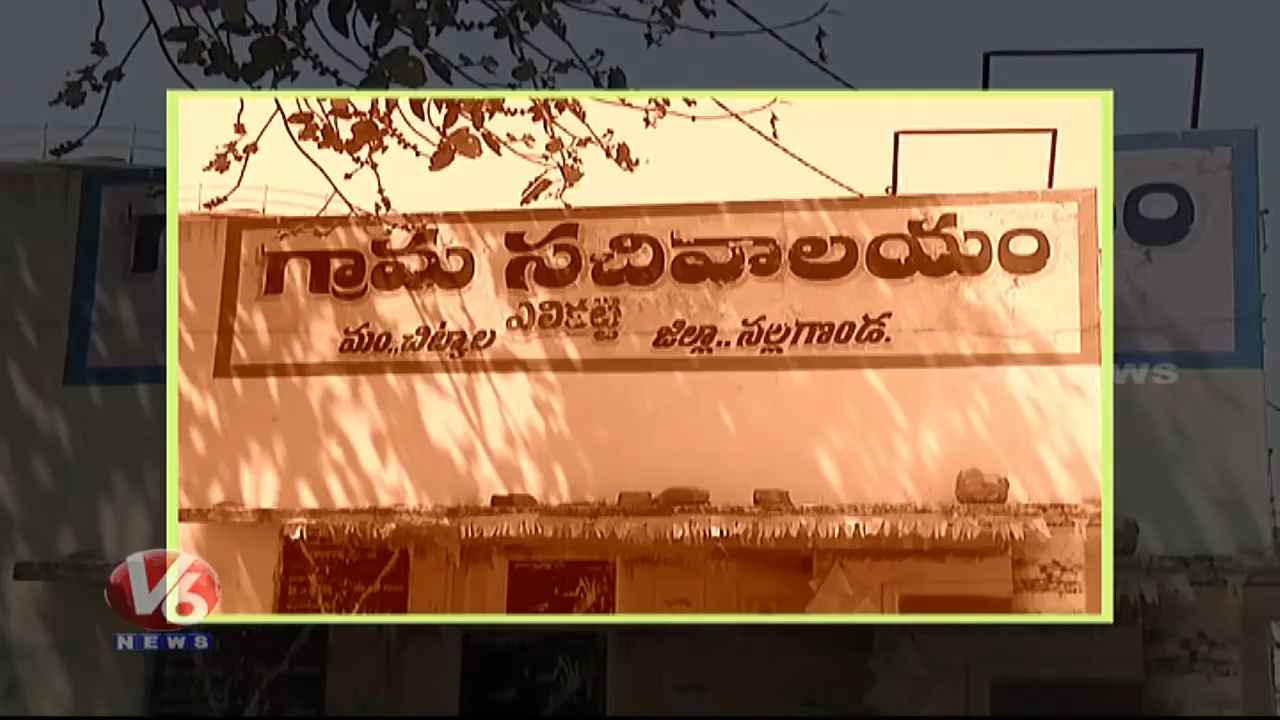 గ్రామ సచివాలయం
ఎలికట్టె
మం,,చిట్యాల జిల్లా..నల్లగొండ.
V6
NEWS